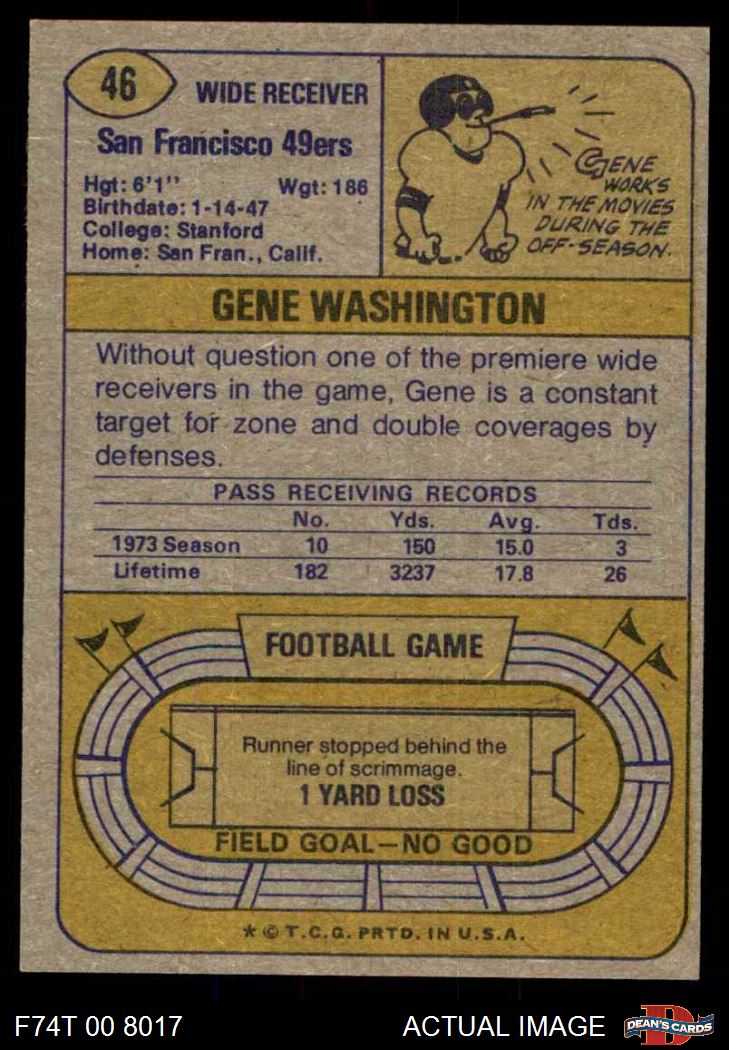 46
WIDE RECEIVER
San Francisco 49ers
Hgt: 6'1" Wgt: 186
Birthdate: 1-14-47
College: Stanford
Home: San Fran., Calif.
GENE
WORKS
IN THE MOVIES
DURING THE
OFF-SEASON.
GENE WASHINGTON
Without question one of the premiere wide
receivers in the game, Gene is a constant
target for zone and double coverages by
defenses.
PASS RECEIVING RECORDS
No. Yds. Avg. Tds.
1973 Season 10 150 15.0 3
Lifetime 182 3237 17.8 26
FOOTBALL GAME
Runner stopped behind the
line of scrimmage.
1 YARD LOSS
FIELD GOAL—NO GOOD
* © T.C.G. PRTD. IN U.S.A.
F74T 00 8017 ACTUAL IMAGE D DEAN'S CARDS